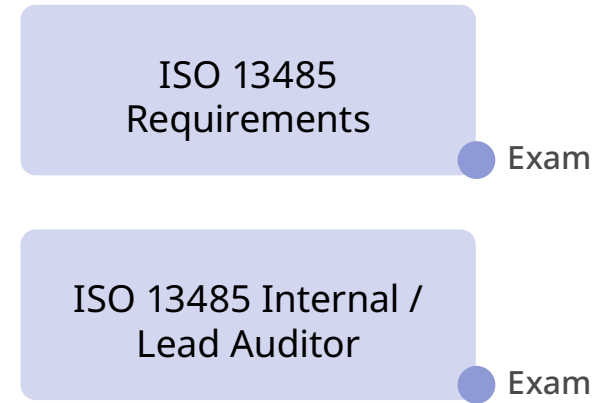 ISO 13485
Requirements
Exam
ISO 13485 Internal /
Lead Auditor
Exam